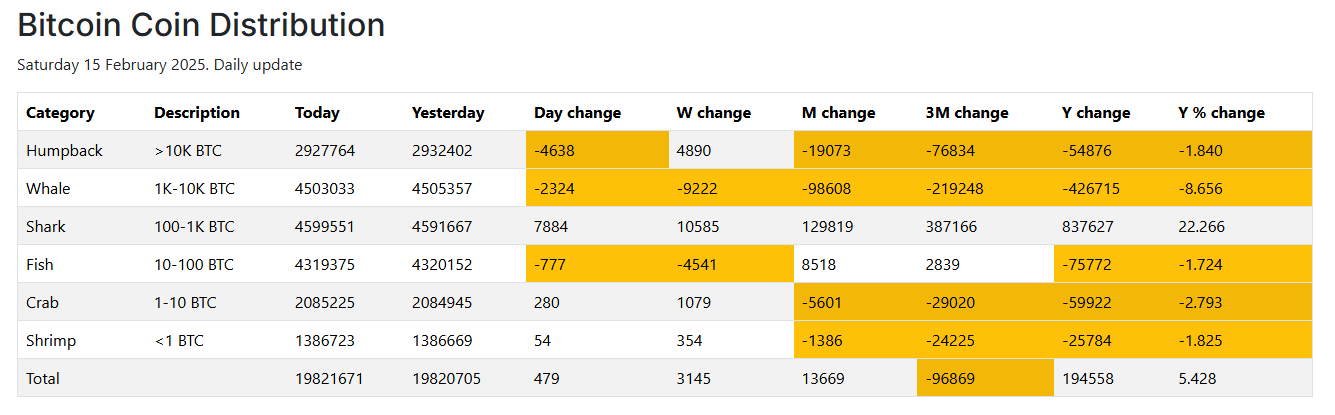 Bitcoin Coin Distribution
Saturday 15 February 2025. Daily update
Category Description Today Yesterday Day change W change M change 3M change Y change Y % change
Humpback >10K BTC 2927764 2932402 -4638 4890 -19073 -76834 -54876 -1.840
Whale 1K-10K BTC 4503033 4505357 -2324 -9222 -98608 -219248 -426715 -8.656
Shark 100-1K BTC 4599551 4591667 7884 10585 129819 387166 837627 22.266
Fish 10-100 BTC 4319375 4320152 -777 -4541 8518 2839 -75772 -1.724
Crab 1-10 BTC 2085225 2084945 280 1079 -5601 -29020 -59922 -2.793
Shrimp <1 BTC 1386723 1386669 54 354 -1386 -24225 -25784 -1.825
Total 19821671 19820705 479 3145 13669 -96869 194558 5.428